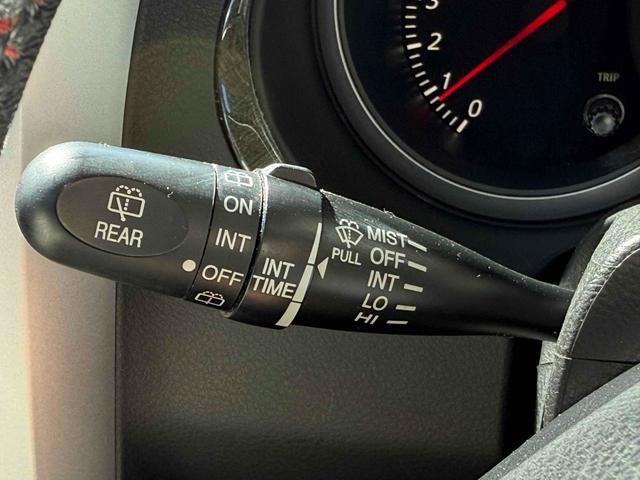 3
2
1
0
TRIP
REAR
ON
INT
OFF
INT
TIME
PULL
MIST
OFF
INT
LO
HI